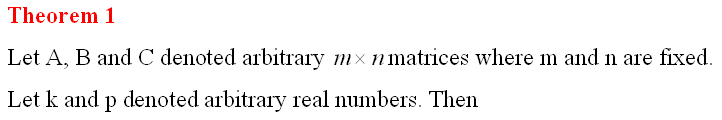 Theorem 1
Let A, B and C denoted arbitrary m × n matrices where m and n are fixed.
Let k and p denoted arbitrary real numbers. Then